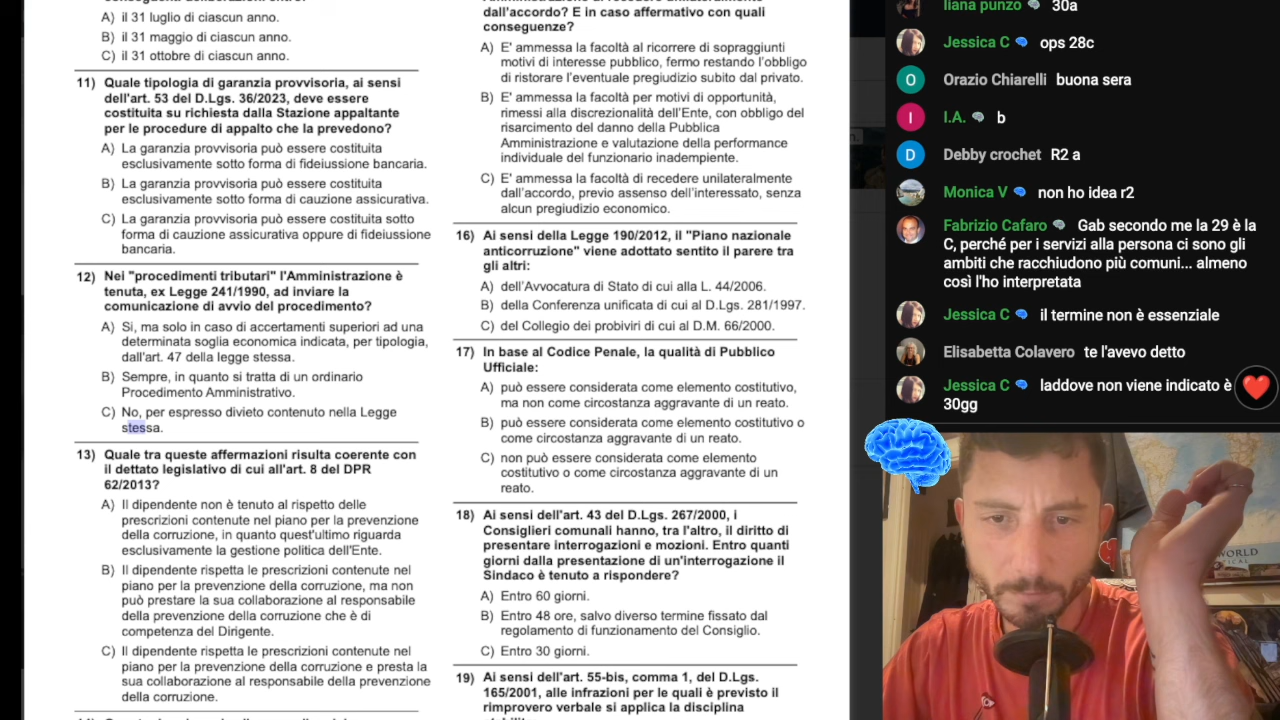 A) il 31 luglio di ciascun anno.
B) il 31 maggio di ciascun anno.
C) il 31 ottobre di ciascun anno.
11) Quale tipologia di garanzia provvisoria, ai sensi
dell'art. 53 del D.Lgs. 36/2023, deve essere
costituita su richiesta dalla Stazione appaltante
per le procedure di appalto che la prevedono?
A) La garanzia provvisoria può essere costituita
esclusivamente sotto forma di fideiussione bancaria.
B) La garanzia provvisoria può essere costituita
esclusivamente sotto forma di cauzione assicurativa.
C) La garanzia provvisoria può essere costituita sotto
forma di cauzione assicurativa oppure di fideiussione
bancaria.
12) Nei "procedimenti tributari" l'Amministrazione è
tenuta, ex Legge 241/1990, ad inviare la
comunicazione di avvio del procedimento?
A) Si, ma solo in caso di accertamenti superiori ad una
determinata soglia economica indicata, per tipologia,
dall'art. 47 della legge stessa.
B) Sempre, in quanto si tratta di un ordinario
Procedimento Amministrativo.
C) No, per espresso divieto contenuto nella Legge
stessa.
13) Quale tra queste affermazioni risulta coerente con
il dettato legislativo di cui all'art. 8 del DPR
62/2013?
A) Il dipendente non è tenuto al rispetto delle
prescrizioni contenute nel piano per la prevenzione
della corruzione, in quanto quest'ultimo riguarda
esclusivamente la gestione politica dell'Ente.
B) Il dipendente rispetta le prescrizioni contenute nel
piano per la prevenzione della corruzione, ma non
può prestare la sua collaborazione al responsabile
della prevenzione della corruzione che è di
competenza del Dirigente.
C) Il dipendente rispetta le prescrizioni contenute nel
piano per la prevenzione della corruzione e presta la
sua collaborazione al responsabile della prevenzione
della corruzione.
dall'accordo? E in caso affermativo con quali
conseguenze?
A) E' ammessa la facoltà al ricorrere di sopraggiunti
motivi di interesse pubblico, fermo restando l'obbligo
di ristorare l'eventuale pregiudizio subito dal privato.
B) E' ammessa la facoltà per motivi di opportunità,
rimessi alla discrezionalità dell'Ente, con obbligo del
risarcimento del danno della Pubblica
Amministrazione e valutazione della performance
individuale del funzionario inadempiente.
C) E' ammessa la facoltà di recedere unilateralmente
dall'accordo, previo assenso dell'interessato, senza
alcun pregiudizio economico.
16) Ai sensi della Legge 190/2012, il "Piano nazionale
anticorruzione" viene adottato sentito il parere tra
gli altri:
A) dell'Avvocatura di Stato di cui alla L. 44/2006.
B) della Conferenza unificata di cui al D.Lgs. 281/1997.
C) del Collegio dei probiviri di cui al D.M. 66/2000.
17) In base al Codice Penale, la qualità di Pubblico
Ufficiale:
A) può essere considerata come elemento costitutivo,
ma non come circostanza aggravante di un reato.
B) può essere considerata come elemento costitutivo o
come circostanza aggravante di un reato.
C) non può essere considerata come elemento
costitutivo o come circostanza aggravante di un
reato.
18) Ai sensi dell'art. 43 del D.Lgs. 267/2000, i
Consiglieri comunali hanno, tra l'altro, il diritto di
presentare interrogazioni e mozioni. Entro quanti
giorni dalla presentazione di un'interrogazione il
Sindaco è tenuto a rispondere?
A) Entro 60 giorni.
B) Entro 48 ore, salvo diverso termine fissato dal
regolamento di funzionamento del Consiglio.
C) Entro 30 giorni.
19) Ai sensi dell'art. 55-bis, comma 1, del D.Lgs.
165/2001, alle infrazioni per le quali è previsto il
rimprovero verbale si applica la disciplina
liana punzo 30a
Jessica C ops 28c
O Orazio Chiarelli buona sera
I I.A. b
D Debby crochet R2 a
Monica V non ho idea r2
Fabrizio Cafaro Gab secondo me la 29 è la
C, perché per i servizi alla persona ci sono gli
ambiti che racchiudono più comuni... almeno
così l'ho interpretata
Jessica C il termine non è essenziale
Elisabetta Colavero te l'avevo detto
Jessica C laddove non viene indicato è
30gg
WORLD